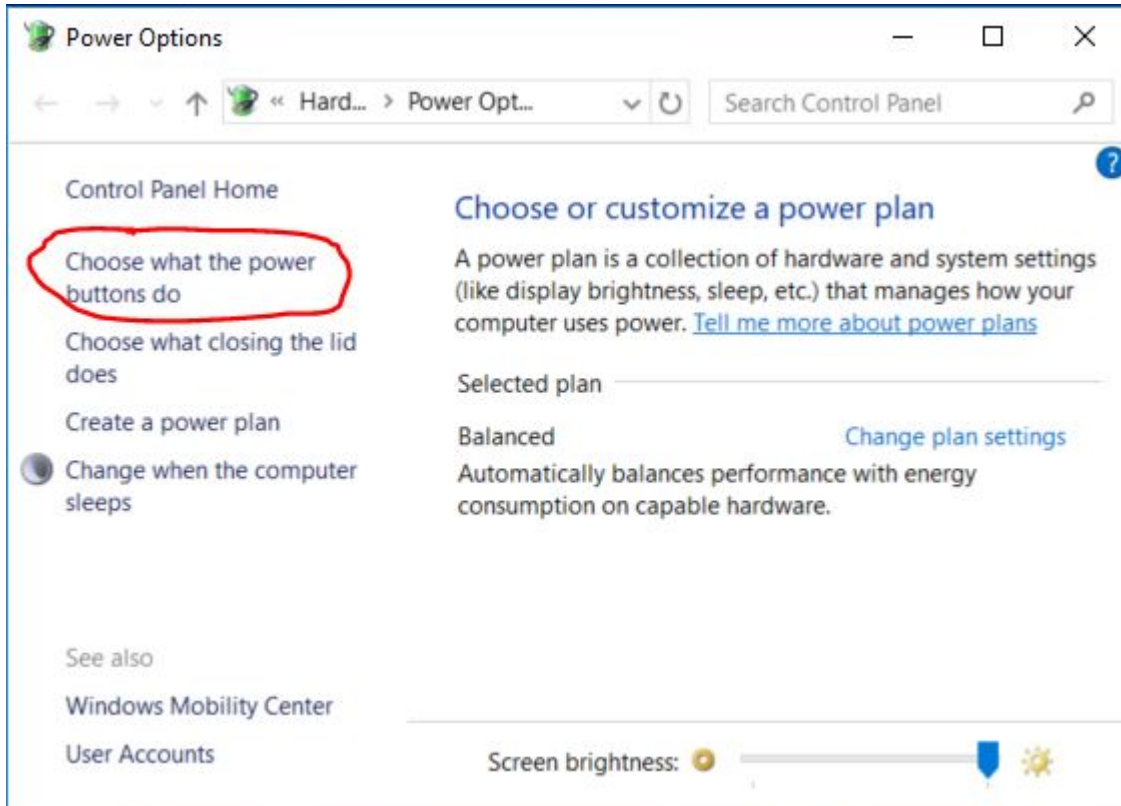 Power Options
« Hard... > Power Opt...
Search Control Panel
?
Control Panel Home
Choose what the power
buttons do
Choose what closing the lid
does
Create a power plan
Change when the computer
sleeps
See also
Windows Mobility Center
User Accounts
Choose or customize a power plan
A power plan is a collection of hardware and system settings
(like display brightness, sleep, etc.) that manages how your
computer uses power. Tell me more about power plans
Selected plan
Balanced
Change plan settings
Automatically balances performance with energy
consumption on capable hardware.
Screen brightness: